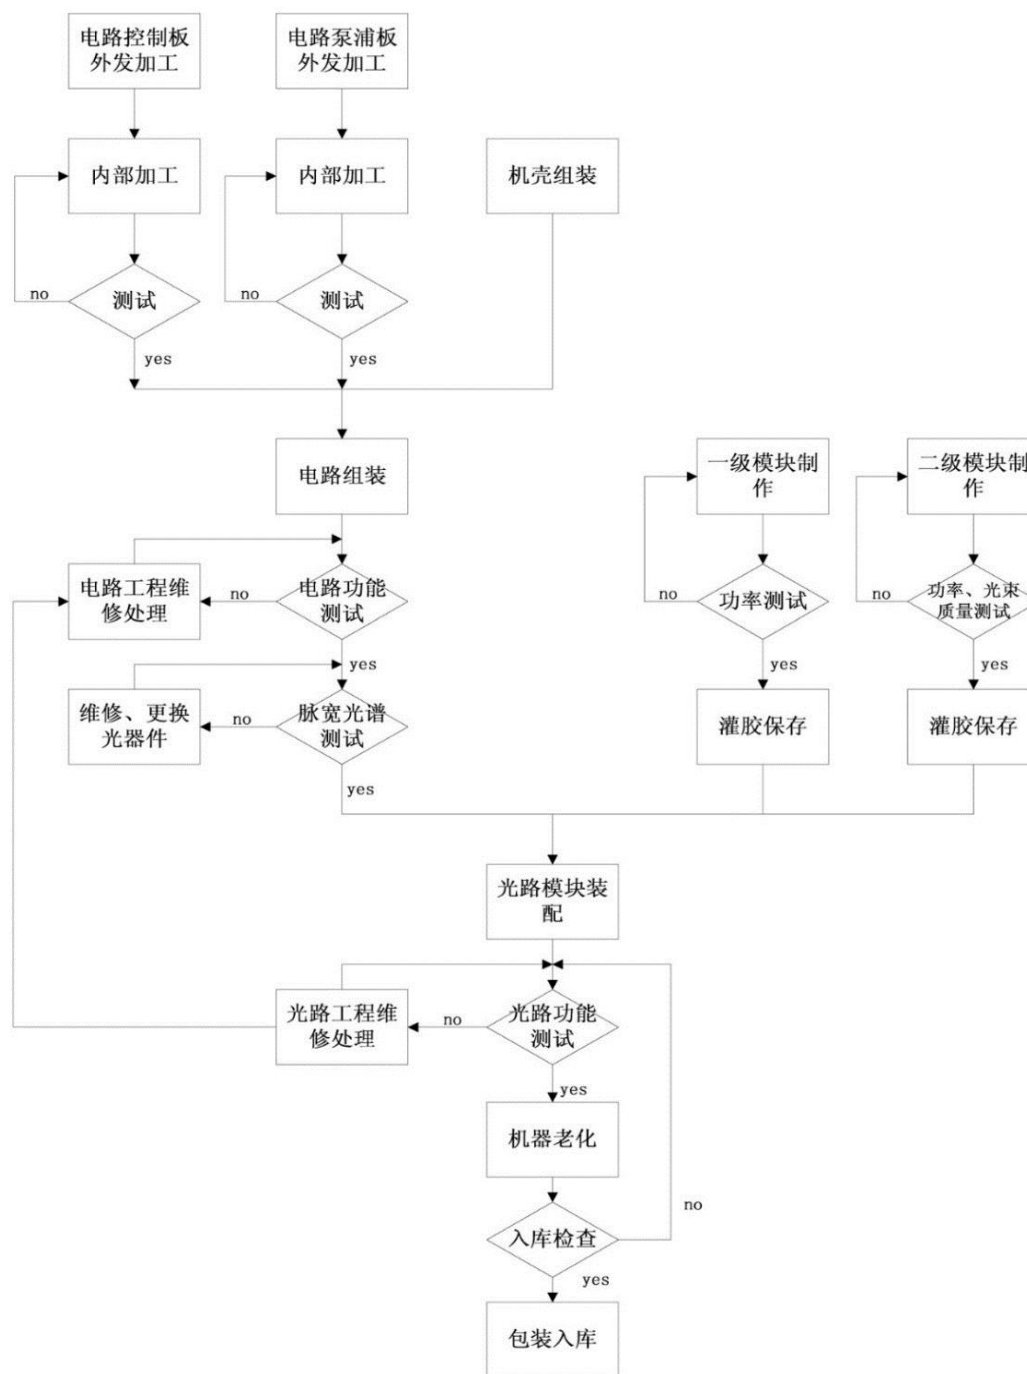 电路控制板
外发加工
电路泵浦板
外发加工
内部加工
内部加工
机壳组装
no
测试
no
测试
yes
yes
电路组装
一级模块制
作
二级模块制
作
电路工程维
修处理
no
电路功能
测试
no
功率测试
no
功率、光束
质量测试
yes
yes
yes
维修、更换
光器件
no
脉宽光谱
测试
灌胶保存
灌胶保存
yes
光路模块装
配
光路工程维
修处理
no
光路功能
测试
yes
机器老化
no
入库检查
yes
包装入库